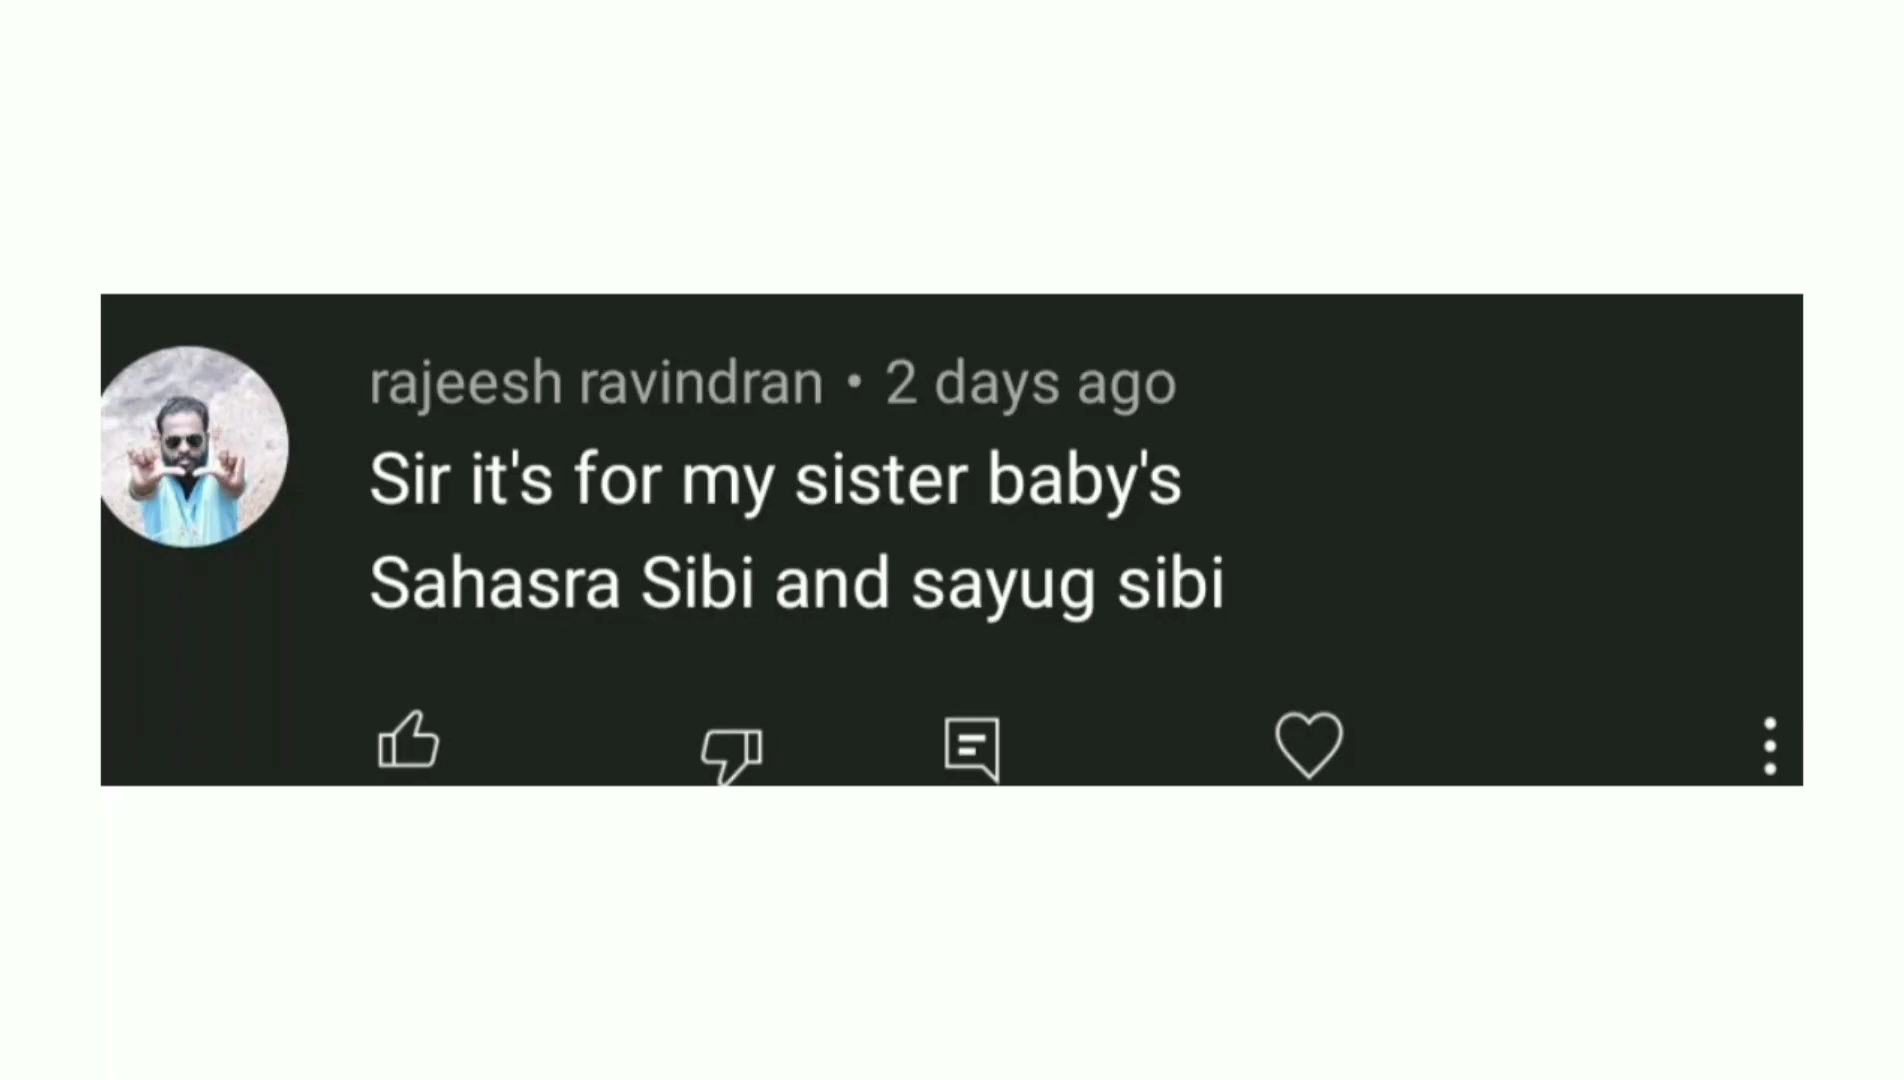 rajeesh ravindran • 2 days ago
Sir it's for my sister baby's
Sahasra Sibi and sayug sibi